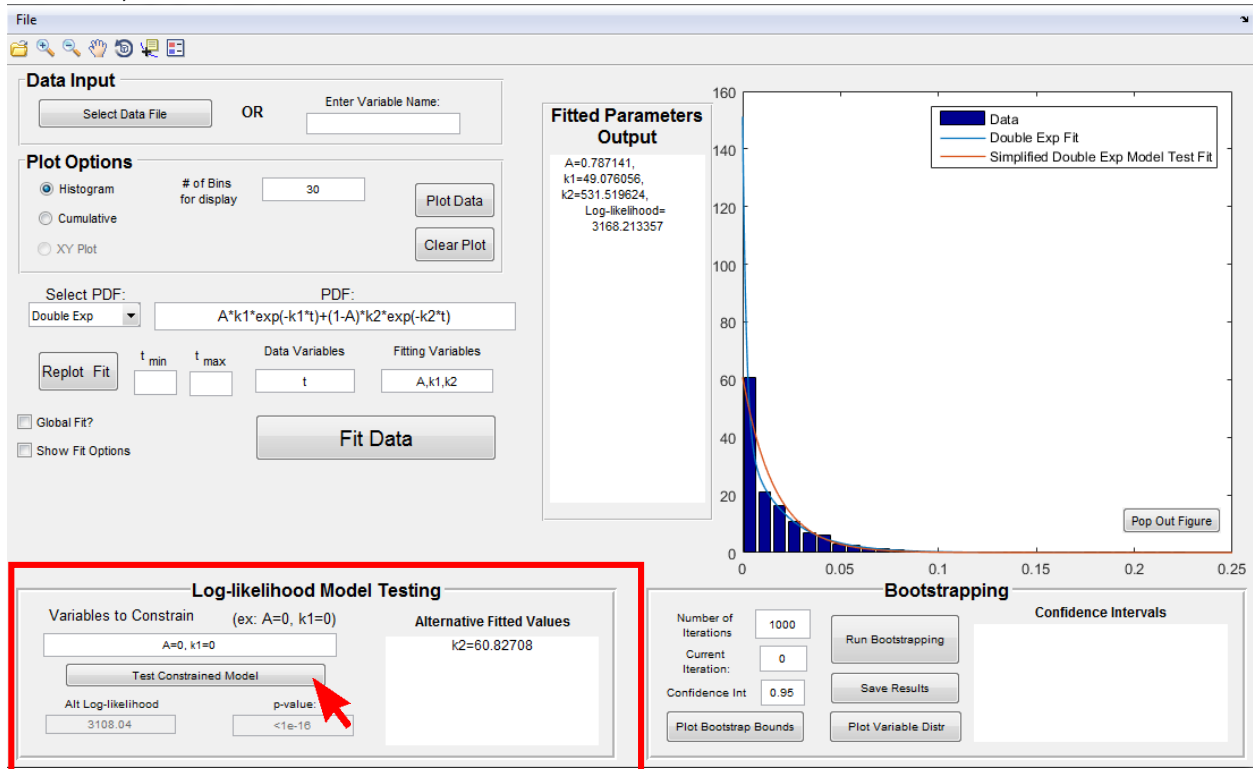 File
Data Input
Select Data File
OR
Enter Variable Name:
Plot Options
Histogram
# of Bins
for display
30
Plot Data
Cumulative
XY Plot
Clear Plot
Select PDF:
PDF:
Double Exp
A*k1*exp(-k1*t)+(1-A)*k2*exp(-k2*t)
Replot Fit
t min
t max
Data Variables
Fitting Variables
t
A,k1,k2
Global Fit?
Show Fit Options
Fit Data
Fitted Parameters
Output
A=0.787141,
k1=49.076056,
k2=531.519624,
Log-likelihood=
3168.213357
160
140
120
100
80
60
40
20
0
Data
Double Exp Fit
Simplified Double Exp Model Test Fit
Pop Out Figure
0 0.05 0.1 0.15 0.2 0.25
Log-likelihood Model Testing
Variables to Constrain (ex: A=0, k1=0)
A=0, k1=0
Test Constrained Model
Alt Log-likelihood
p-value:
3108.04
<1e-16
Alternative Fitted Values
k2=60.82708
Bootstrapping
Number of
Iterations
1000
Run Bootstrapping
Current
Iteration:
0
Confidence Int
0.95
Save Results
Plot Bootstrap Bounds
Plot Variable Distr
Confidence Intervals